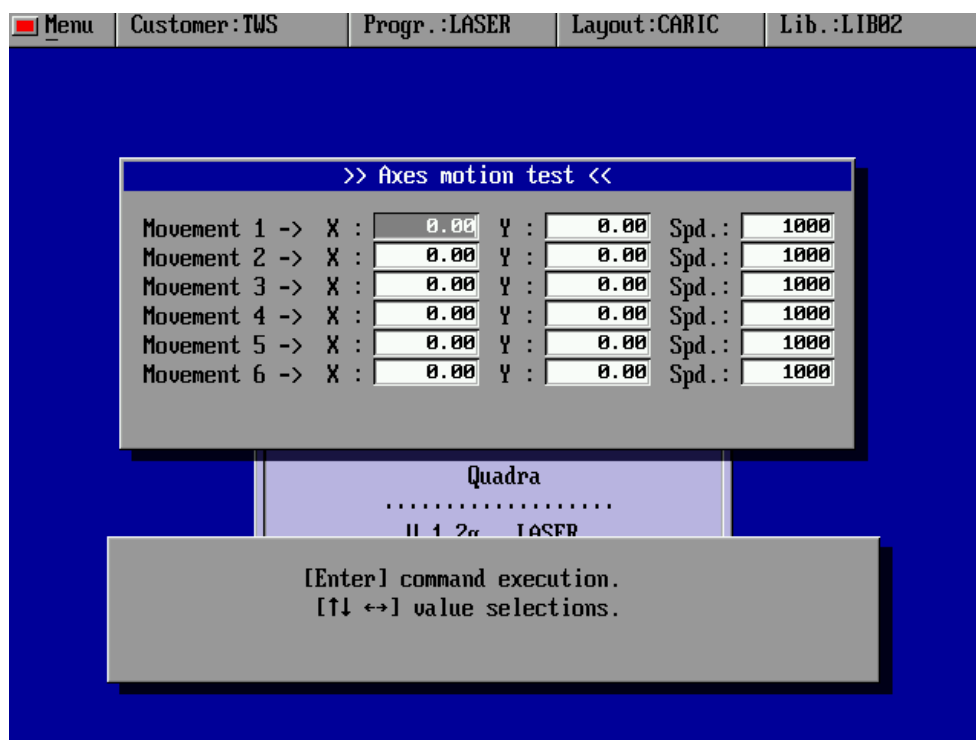 Menu Customer:TWS Progr.:LASER Layout:CARIC Lib.:LIB02
>> Axes motion test <<
Movement 1 -> X : 0.00 Y : 0.00 Spd.: 1000
Movement 2 -> X : 0.00 Y : 0.00 Spd.: 1000
Movement 3 -> X : 0.00 Y : 0.00 Spd.: 1000
Movement 4 -> X : 0.00 Y : 0.00 Spd.: 1000
Movement 5 -> X : 0.00 Y : 0.00 Spd.: 1000
Movement 6 -> X : 0.00 Y : 0.00 Spd.: 1000
Quadra
....................
LASER
[Enter] command execution.
[↑↓ ↔] value selections.